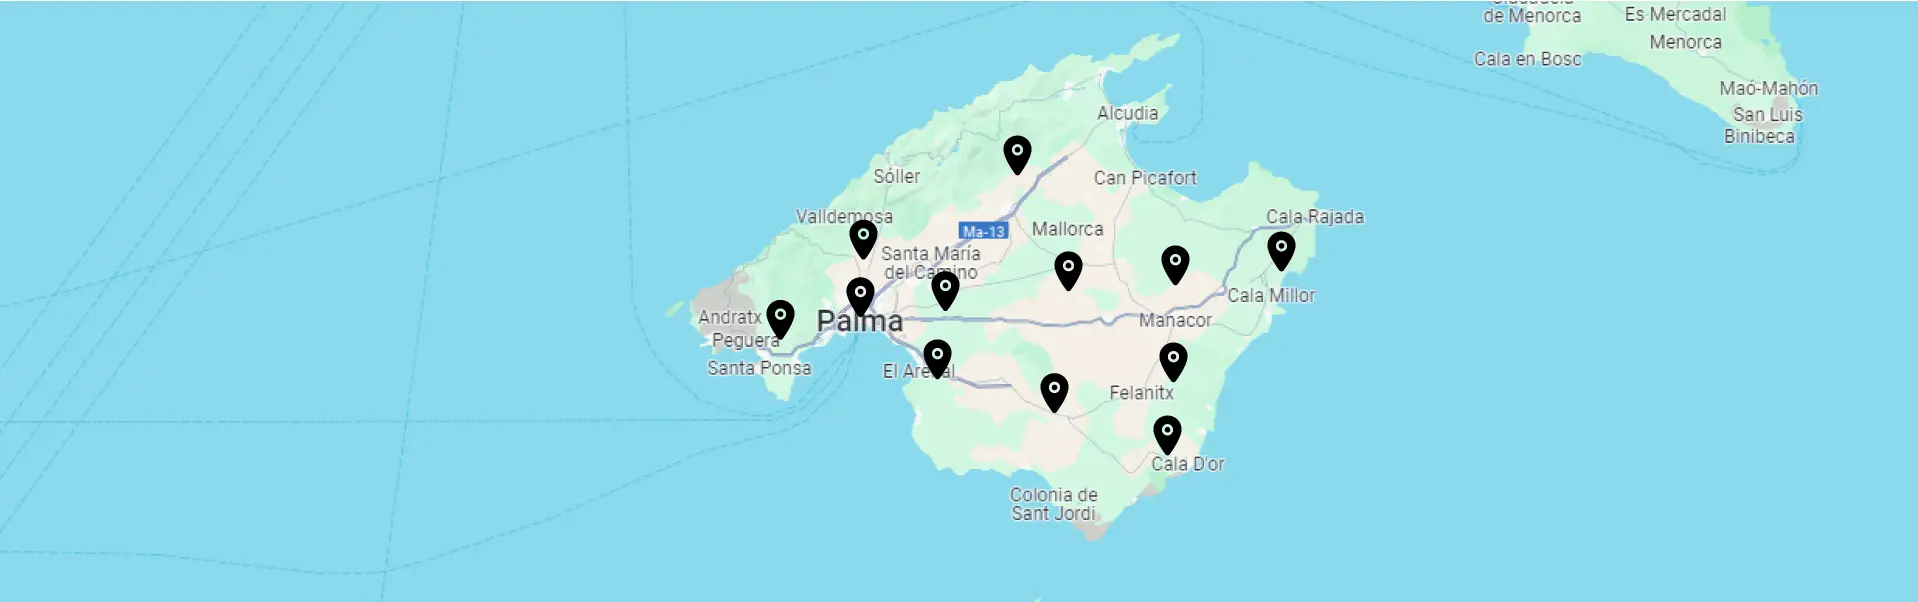 Ciudadela
de Menorca
Es Mercadal
Menorca
Cala en Bosc
Maó-Mahón
San Luis
Binibeca
Alcudia
Sóller
Can Picafort
Valldemosa
Cala Rajada
Ma-13
Mallorca
Santa María
del Camino
Cala Millor
Andratx
Palma
Manacor
Peguera
Santa Ponsa
El Arenal
Felanitx
Cala D'or
Colonia de
Sant Jordi